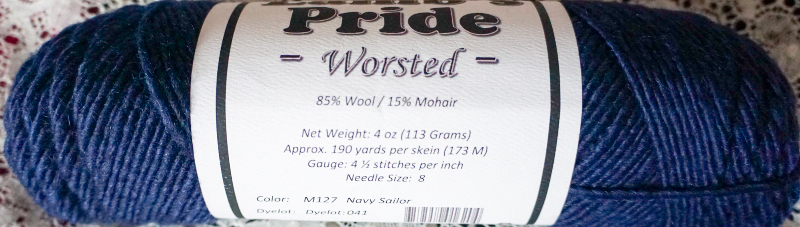 Pride
- Worsted -
85% Wool / 15% Mohair
Net Weight: 4 oz (113 Grams)
Approx. 190 yards per skein (173 M)
Gauge: 4 ½ stitches per inch
Needle Size: 8
Color: M127 Navy Sailor
Dyelot: Dyelot:041